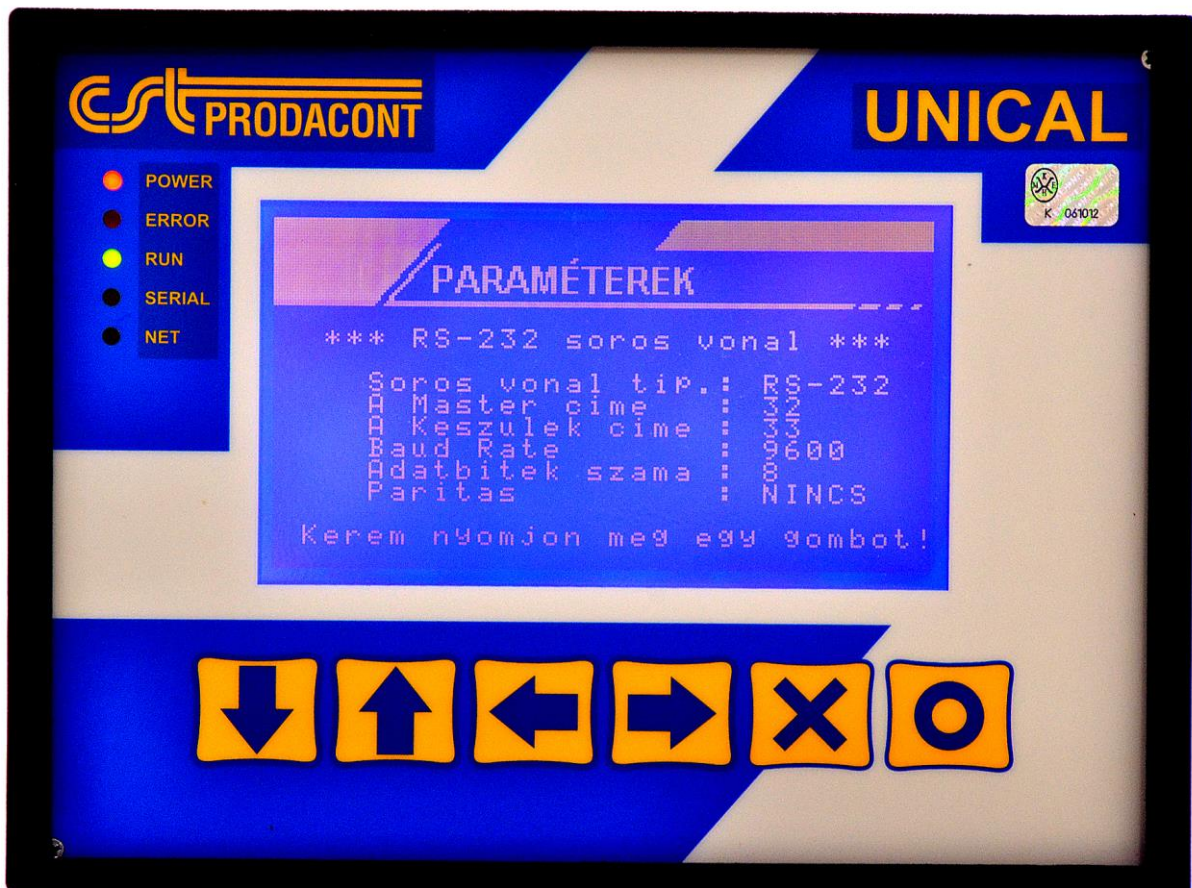 cst PRODACONT
UNICAL
POWER
ERROR
RUN
SERIAL
NET
K 061012
PARAMÉTEREK
*** RS-232 soros vonal ***
Soros vonal tip.: RS-232
A Master cime : 32
A Keszulek cime : 33
Baud Rate : 9600
Adatbitek szama : 8
Paritas : NINCS
Kerem nyomjon meg egy gombot!